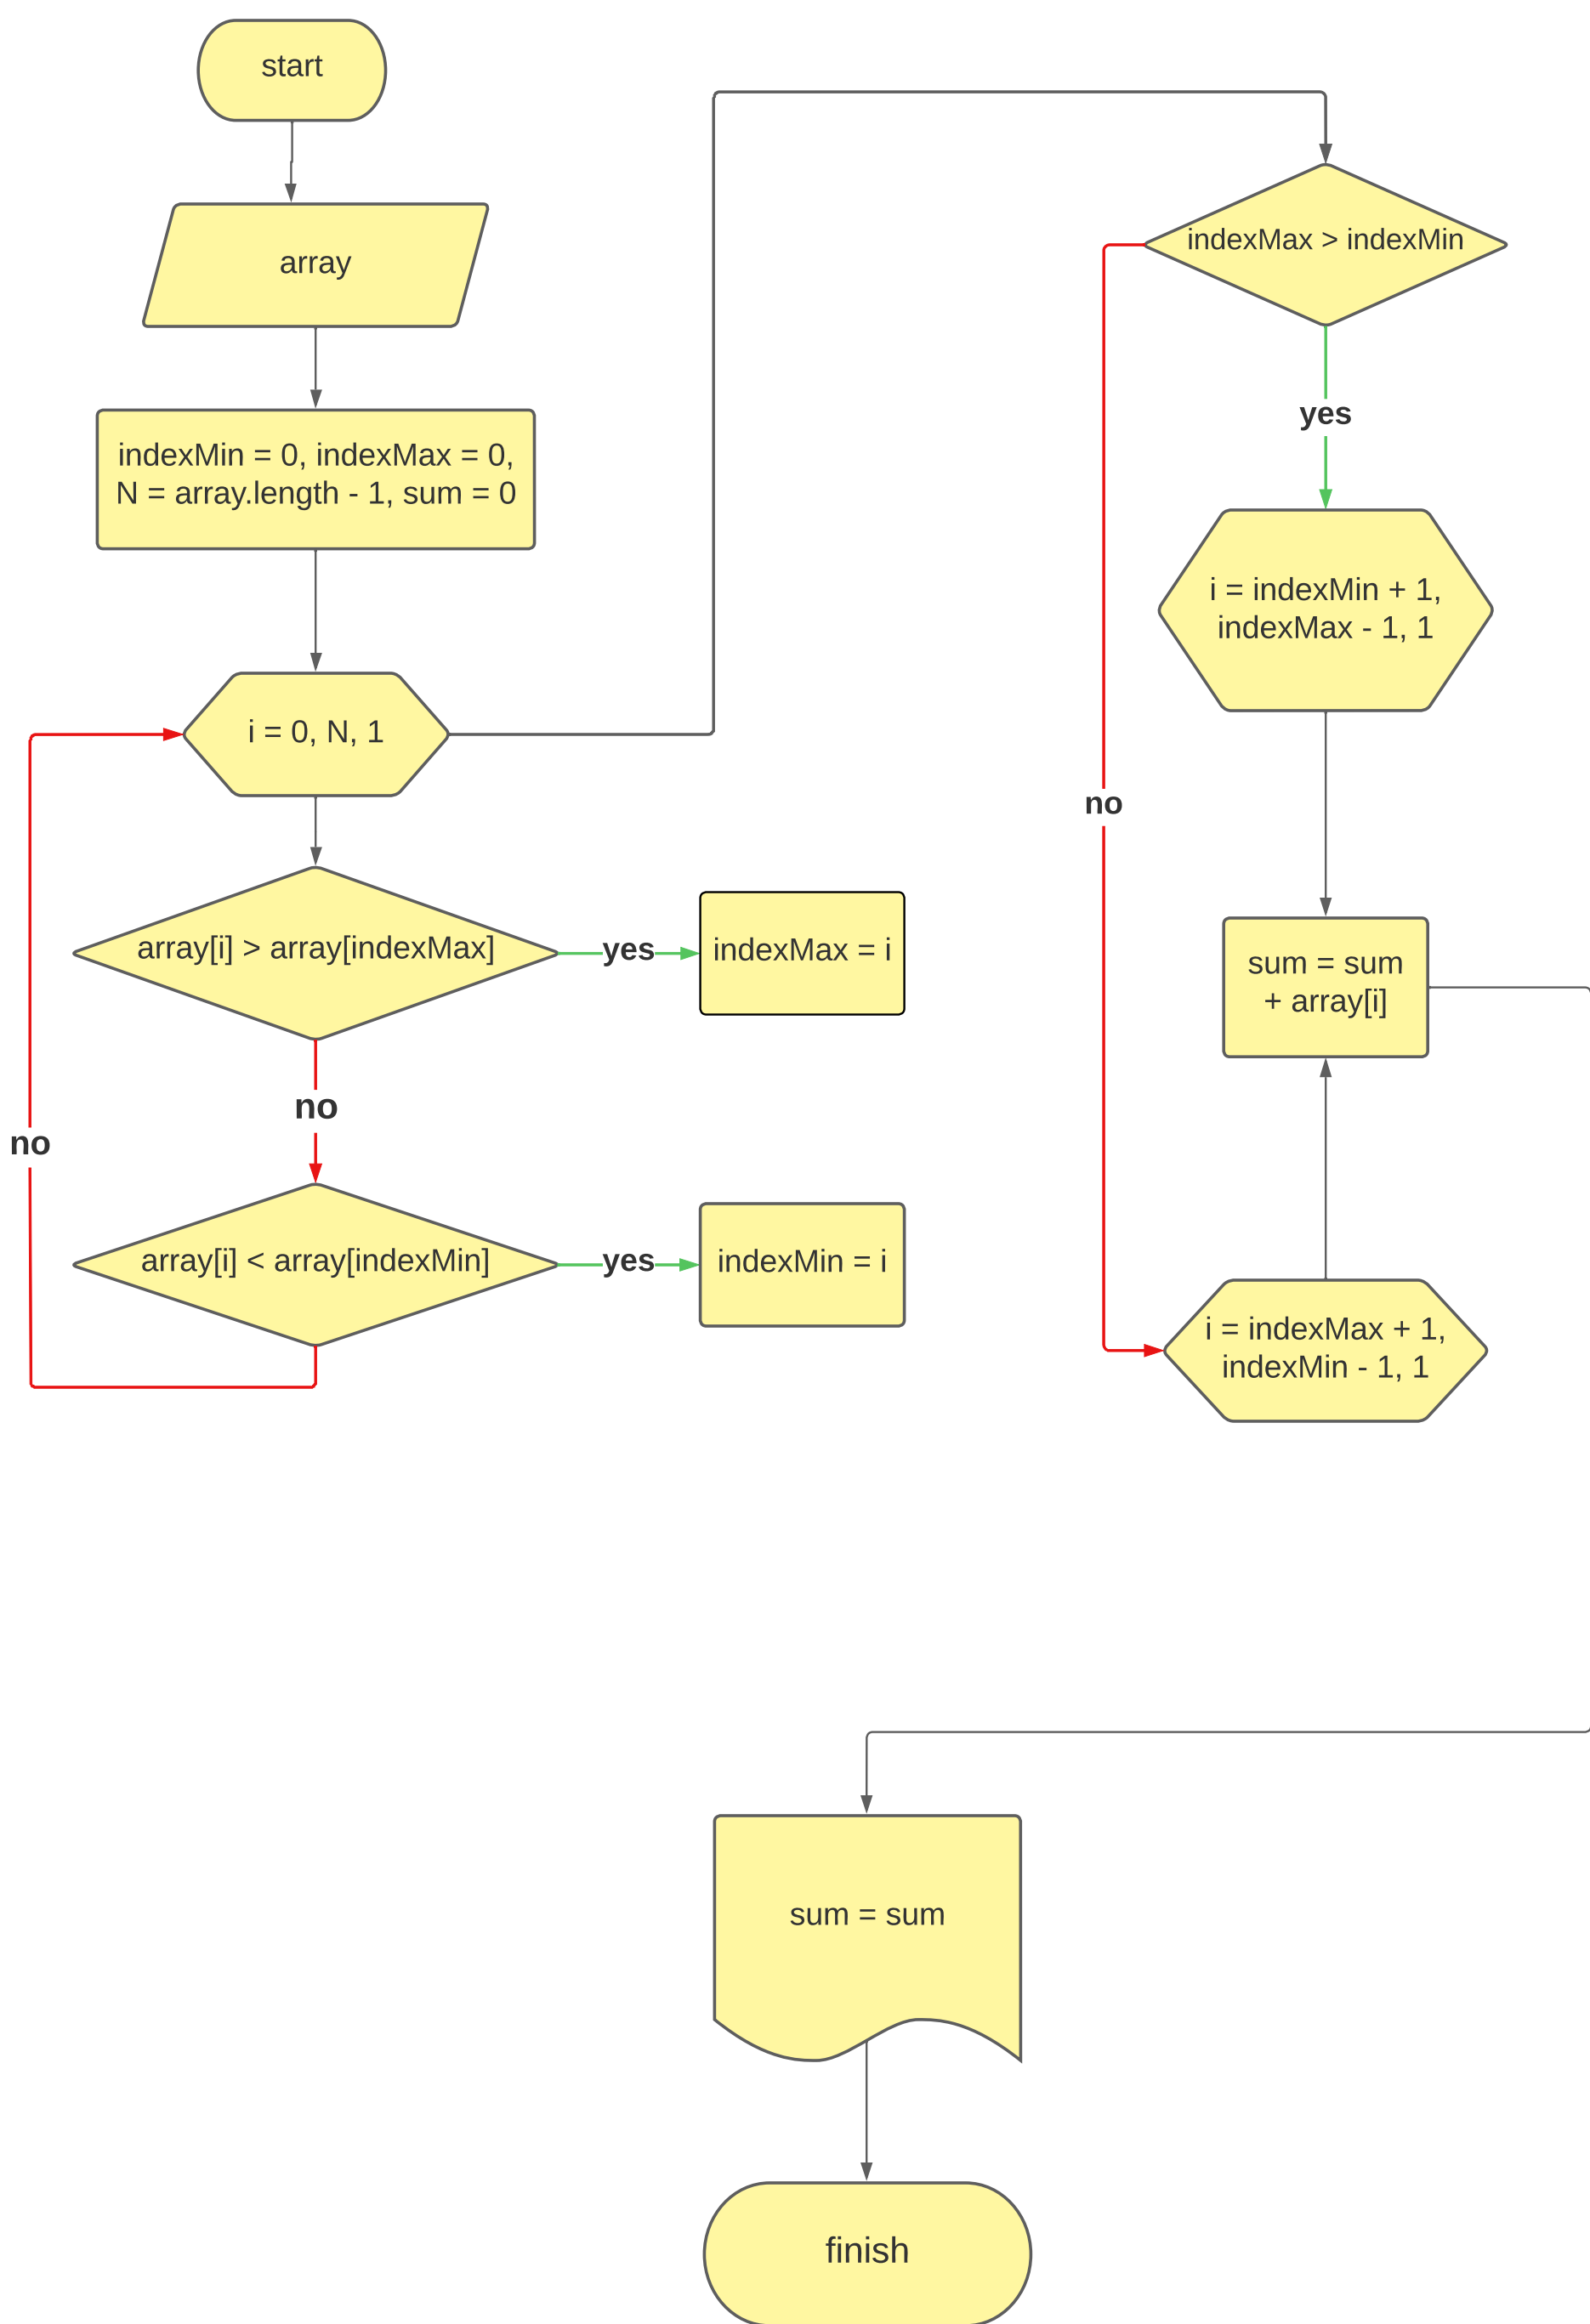 start
array
indexMin = 0, indexMax = 0,
N = array.length - 1, sum = 0
i = 0, N, 1
array[i] > array[indexMax]
yes
indexMax = i
no
no
array[i] < array[indexMin]
yes
indexMin = i
indexMax > indexMin
yes
i = indexMin + 1,
indexMax - 1, 1
no
sum = sum
+ array[i]
i = indexMax + 1,
indexMin - 1, 1
sum = sum
finish